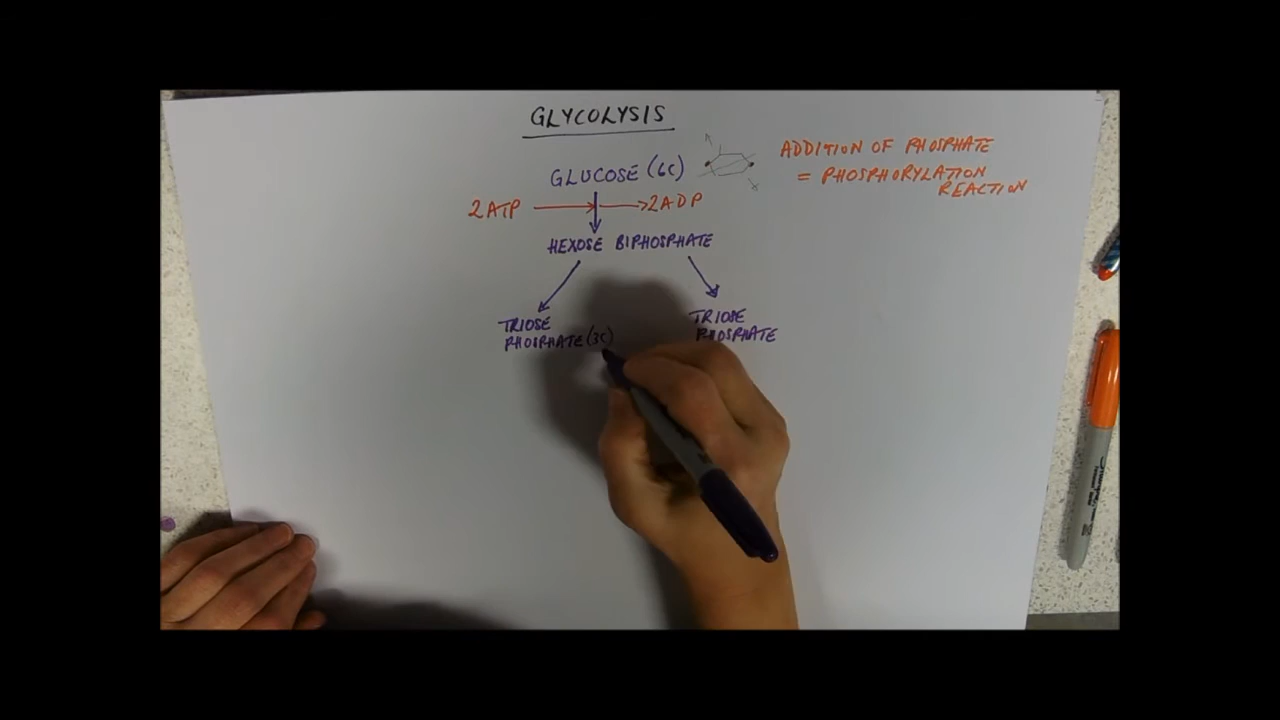 GLYCOLYSIS
GLUCOSE (6C)
ADDITION OF PHOSPHATE
= PHOSPHORYLATION
REACTION
2ATP
2ADP
HEXOSE BIPHOSPHATE
TRIOSE
PHOSPHATE (3C)
TRIOSE
PHOSPHATE